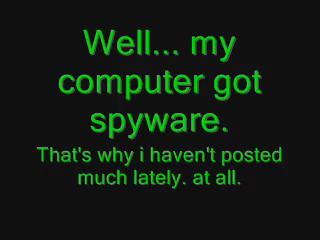 Well... my
computer got
spyware.
That's why i haven't posted
much lately. at all.